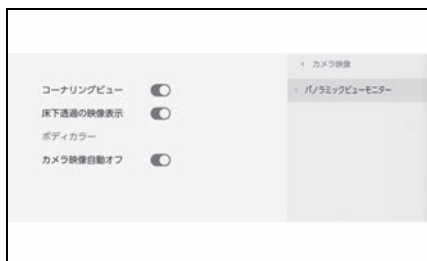 ‹ カメラ映像
‹ パノラミックビューモニター
コーナリングビュー
床下透過の映像表示
ボディカラー
カメラ映像自動オフ